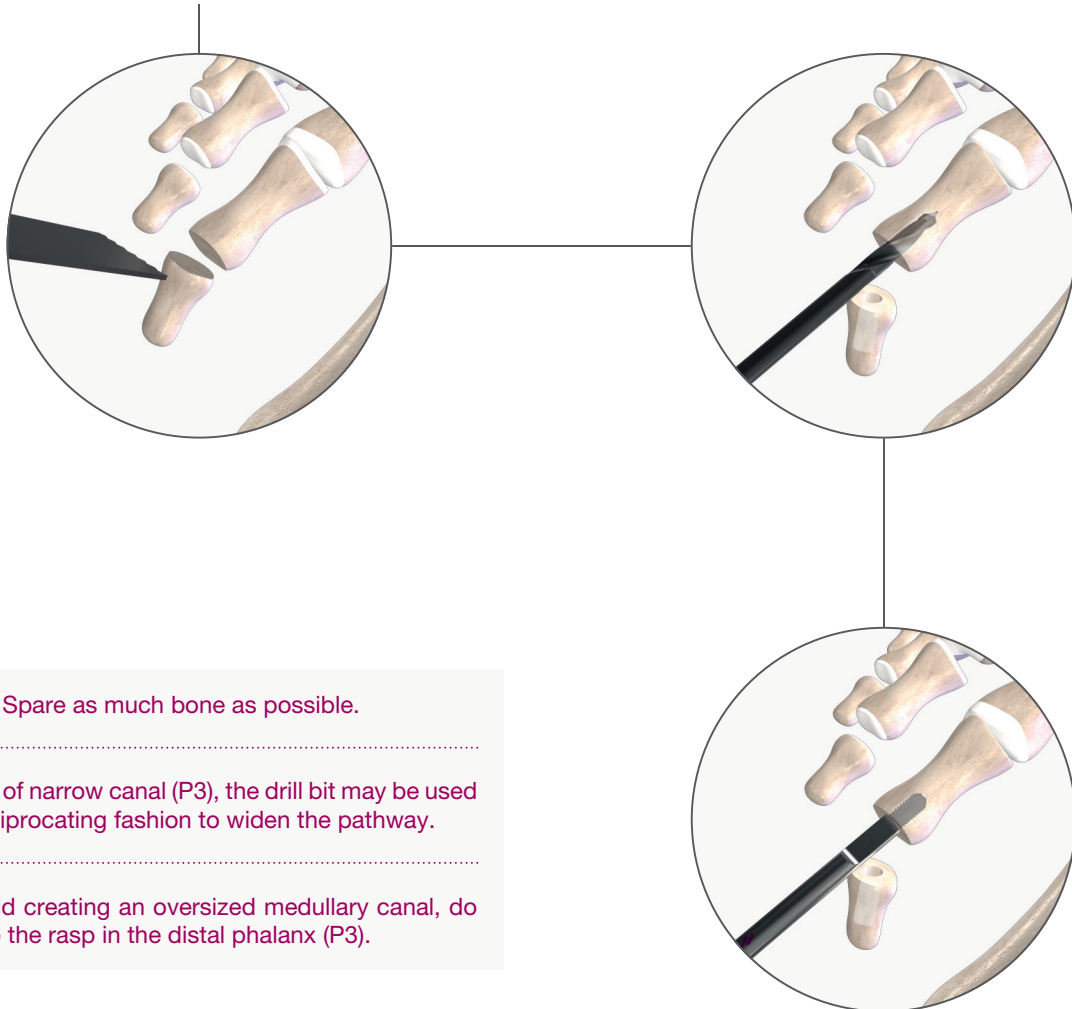 Spare as much bone as possible.
of narrow canal (P3), the drill bit may be used
iprocating fashion to widen the pathway.
d creating an oversized medullary canal, do
the rasp in the distal phalanx (P3).